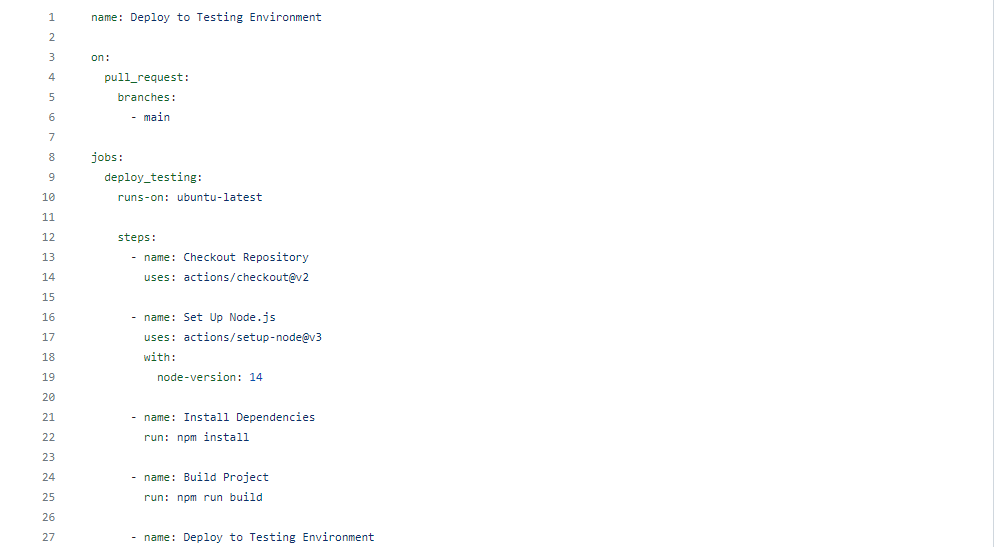 1 name: Deploy to Testing Environment
2
3 on:
4   pull_request:
5     branches:
6       - main
7
8 jobs:
9   deploy_testing:
10     runs-on: ubuntu-latest
11
12     steps:
13       - name: Checkout Repository
14         uses: actions/checkout@v2
15
16       - name: Set Up Node.js
17         uses: actions/setup-node@v3
18         with:
19           node-version: 14
20
21       - name: Install Dependencies
22         run: npm install
23
24       - name: Build Project
25         run: npm run build
26
27       - name: Deploy to Testing Environment